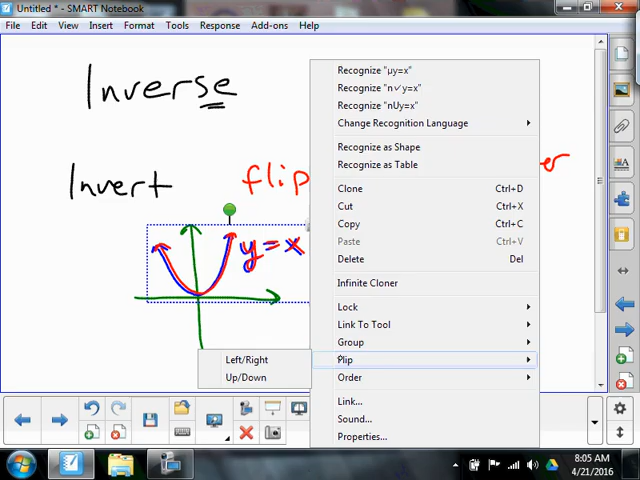 Untitled * - SMART Notebook
File Edit View Insert Format Tools Response Add-ons Help
Inverse
Invert flip er
y = x
Recognize "µy=x"
Recognize "n✓y=x"
Recognize "nUy=x"
Change Recognition Language
Recognize as Shape
Recognize as Table
Clone Ctrl+D
Cut Ctrl+X
Copy Ctrl+C
Paste Ctrl+V
Delete Del
Infinite Cloner
Lock
Link To Tool
Group
Flip
Order
Link...
Sound...
Properties...
Left/Right
Up/Down
8:05 AM
4/21/2016